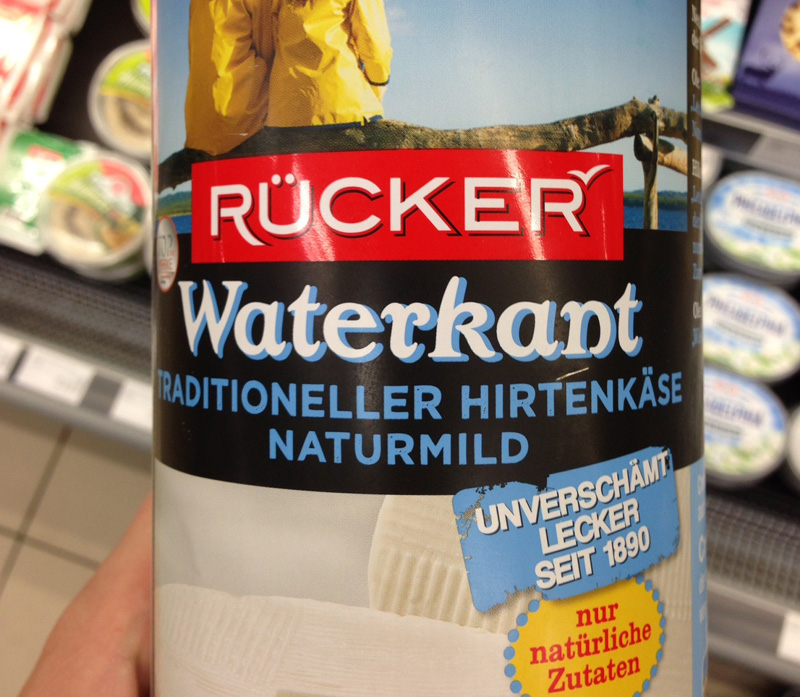 RÜCKER
Waterkant
TRADITIONELLER HIRTENKÄSE
NATURMILD
UNVERSCHÄMT
LECKER
SEIT 1890
nur
natürliche
Zutaten